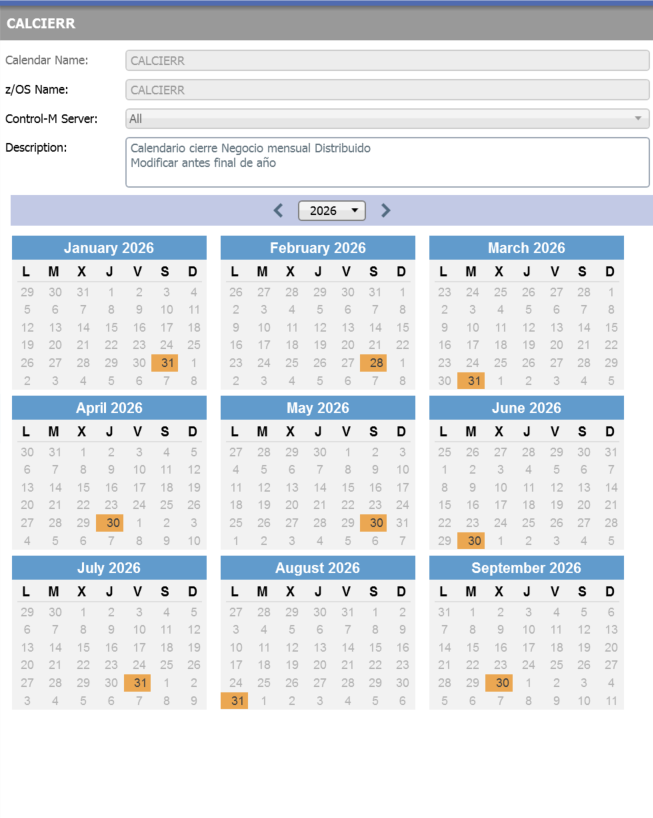 CALCIERR
Calendar Name: CALCIERR
z/OS Name: CALCIERR
Control-M Server: All
Description: Calendario cierre Negocio mensual Distribuido
Modificar antes final de año
2026
January 2026 February 2026 March 2026
L M X J V S D L M X J V S D L M X J V S D
29 30 31 1 2 3 4 26 27 28 29 30 31 1 23 24 25 26 27 28 1
5 6 7 8 9 10 11 2 3 4 5 6 7 8 2 3 4 5 6 7 8
12 13 14 15 16 17 18 9 10 11 12 13 14 15 9 10 11 12 13 14 15
19 20 21 22 23 24 25 16 17 18 19 20 21 22 16 17 18 19 20 21 22
26 27 28 29 30 31 1 23 24 25 26 27 28 1 23 24 25 26 27 28 29
2 3 4 5 6 7 8 2 3 4 5 6 7 8 30 31 1 2 3 4 5
April 2026 May 2026 June 2026
L M X J V S D L M X J V S D L M X J V S D
30 31 1 2 3 4 5 27 28 29 30 1 2 3 25 26 27 28 29 30 31
6 7 8 9 10 11 12 4 5 6 7 8 9 10 1 2 3 4 5 6 7
13 14 15 16 17 18 19 11 12 13 14 15 16 17 8 9 10 11 12 13 14
20 21 22 23 24 25 26 18 19 20 21 22 23 24 15 16 17 18 19 20 21
27 28 29 30 1 2 3 25 26 27 28 29 30 31 22 23 24 25 26 27 28
4 5 6 7 8 9 10 1 2 3 4 5 6 7 29 30 1 2 3 4 5
July 2026 August 2026 September 2026
L M X J V S D L M X J V S D L M X J V S D
29 30 1 2 3 4 5 27 28 29 30 31 1 2 31 1 2 3 4 5 6
6 7 8 9 10 11 12 3 4 5 6 7 8 9 7 8 9 10 11 12 13
13 14 15 16 17 18 19 10 11 12 13 14 15 16 14 15 16 17 18 19 20
20 21 22 23 24 25 26 17 18 19 20 21 22 23 21 22 23 24 25 26 27
27 28 29 30 31 1 2 24 25 26 27 28 29 30 28 29 30 1 2 3 4
3 4 5 6 7 8 9 31 1 2 3 4 5 6 5 6 7 8 9 10 11